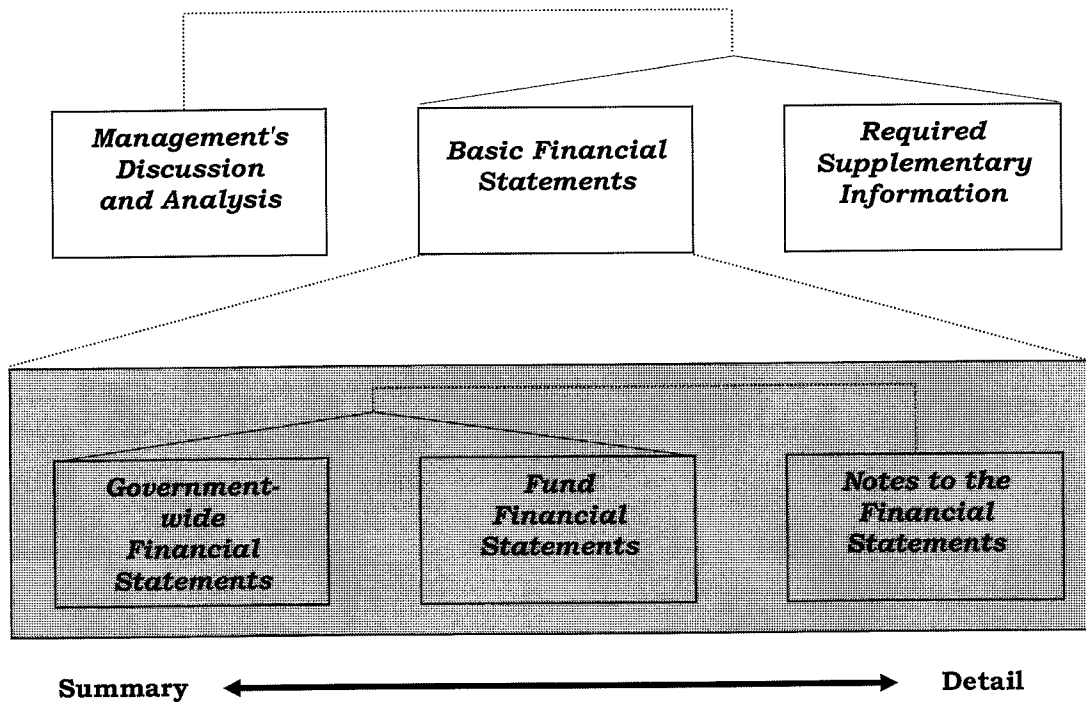 Management's
Discussion
and Analysis
Basic Financial
Statements
Required
Supplementary
Information
Government-
wide
Financial
Statements
Fund
Financial
Statements
Notes to the
Financial
Statements
Summary
Detail